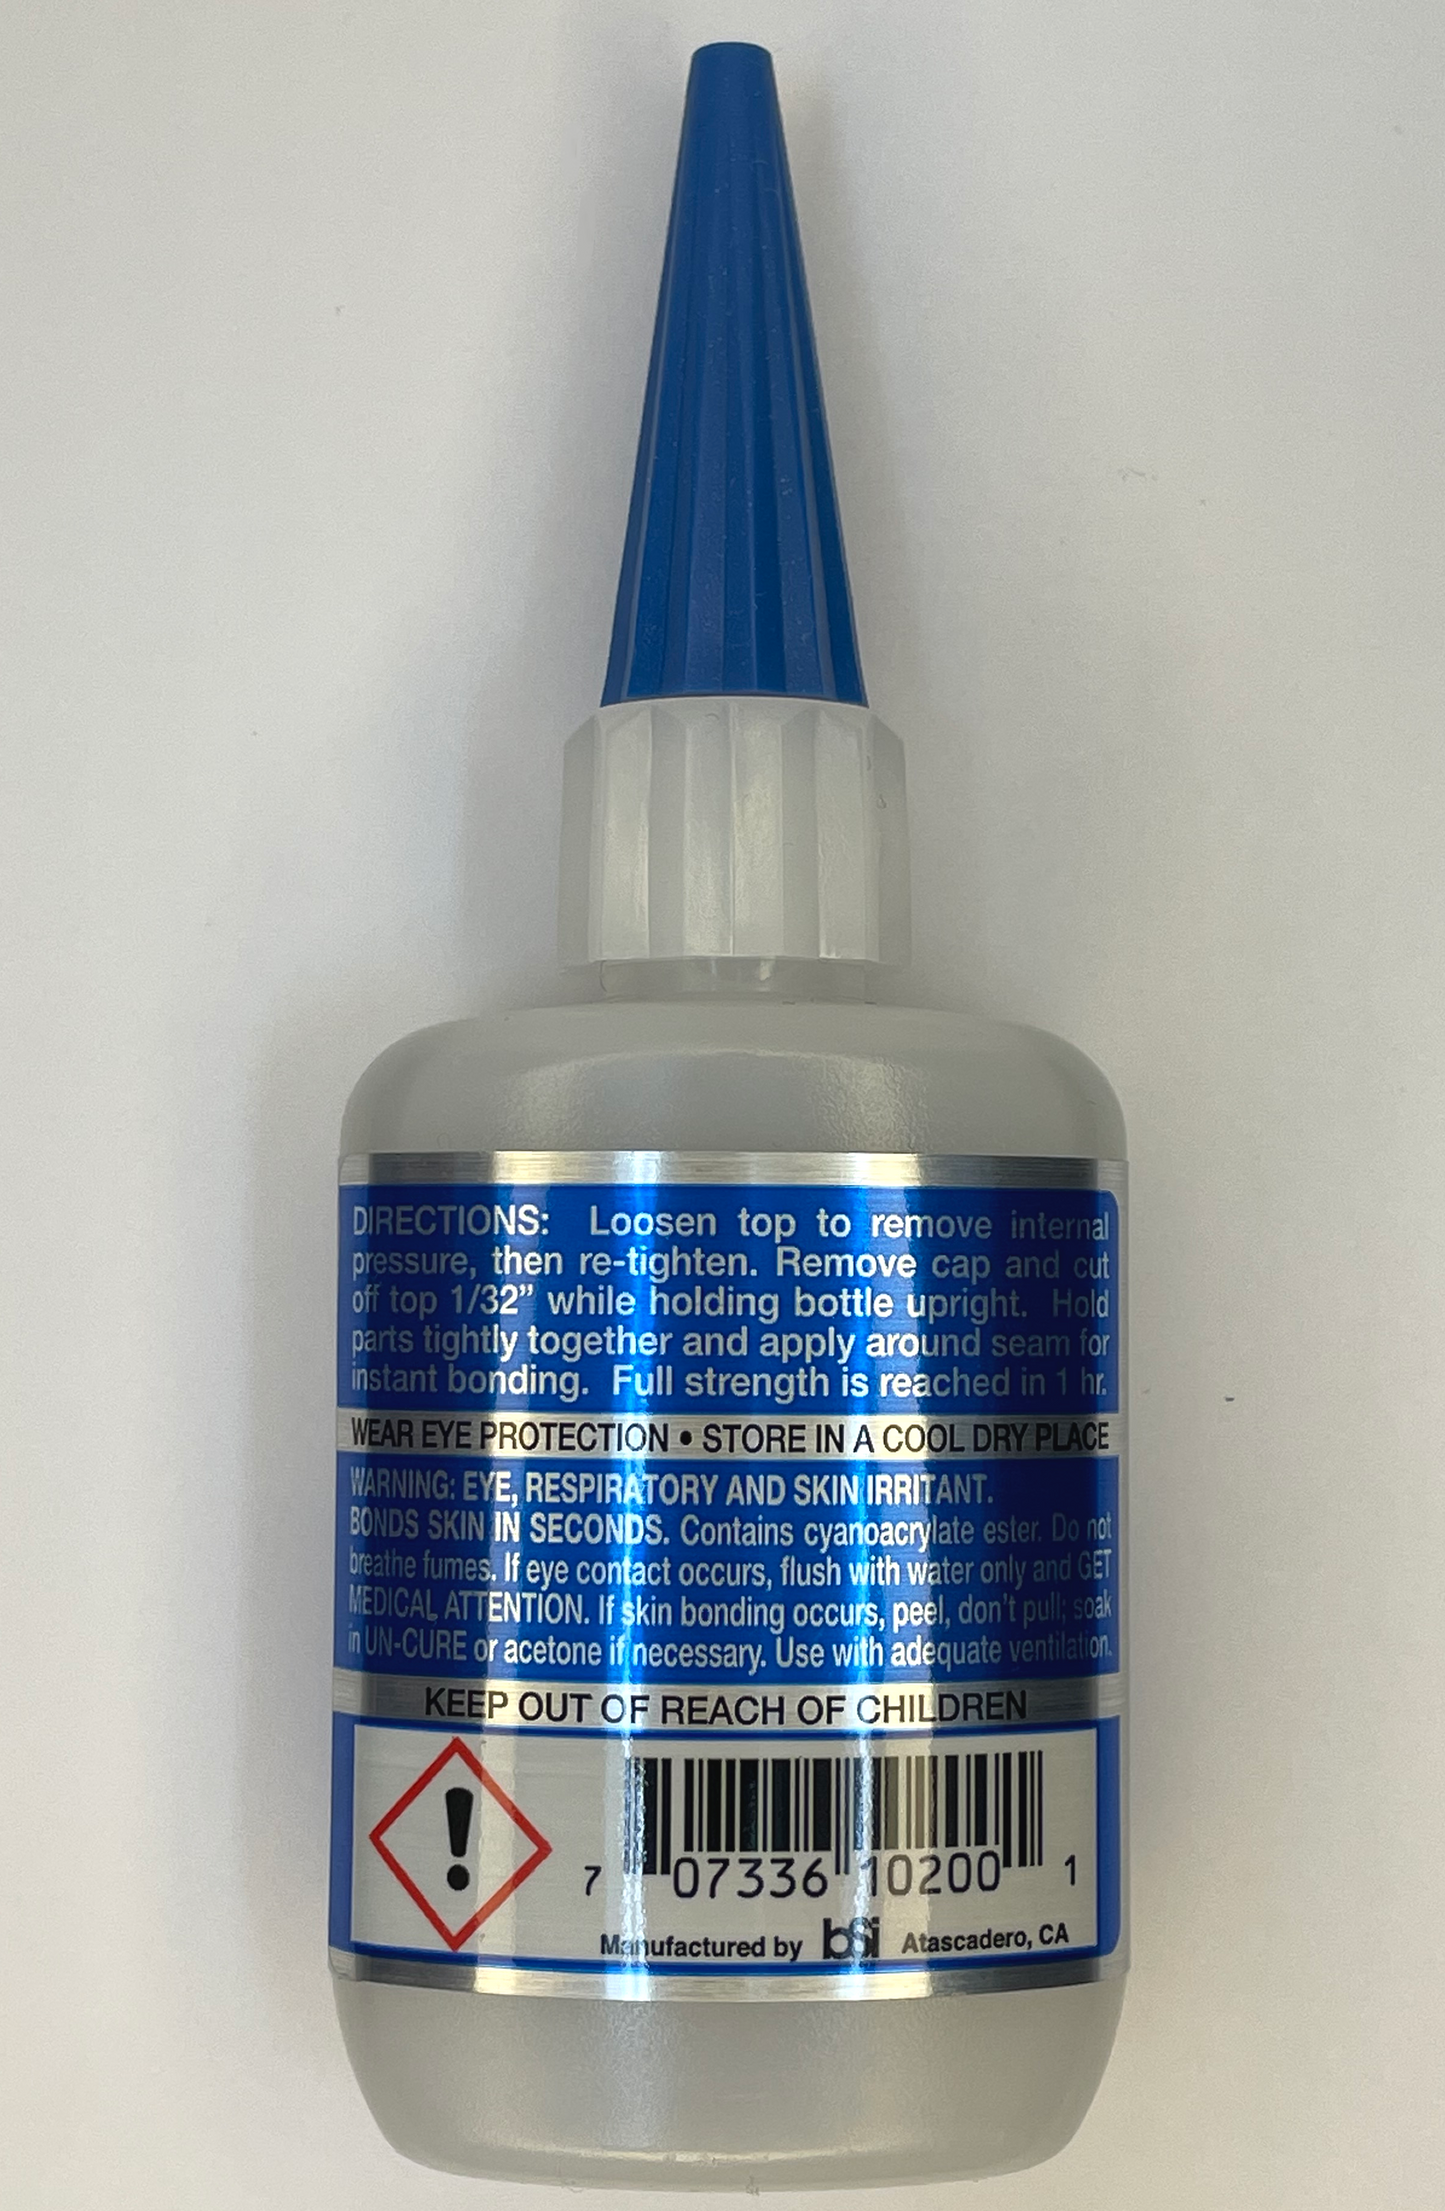 DIRECTIONS: Loosen top to remove internal
pressure, then re-tighten. Remove cap and cut
off top 1/32” while holding bottle upright. Hold
parts tightly together and apply around seam for
instant bonding. Full strength is reached in 1 hr.
WEAR EYE PROTECTION • STORE IN A COOL DRY PLACE
WARNING: EYE, RESPIRATORY AND SKIN IRRITANT.
BONDS SKIN IN SECONDS. Contains cyanoacrylate ester. Do not
breathe fumes. If eye contact occurs, flush with water only and GET
MEDICAL ATTENTION. If skin bonding occurs, peel, don’t pull; soak
in UN-CURE or acetone if necessary. Use with adequate ventilation.
KEEP OUT OF REACH OF CHILDREN
!
7 07336 10200 1
Manufactured by bSi Atascadero, CA